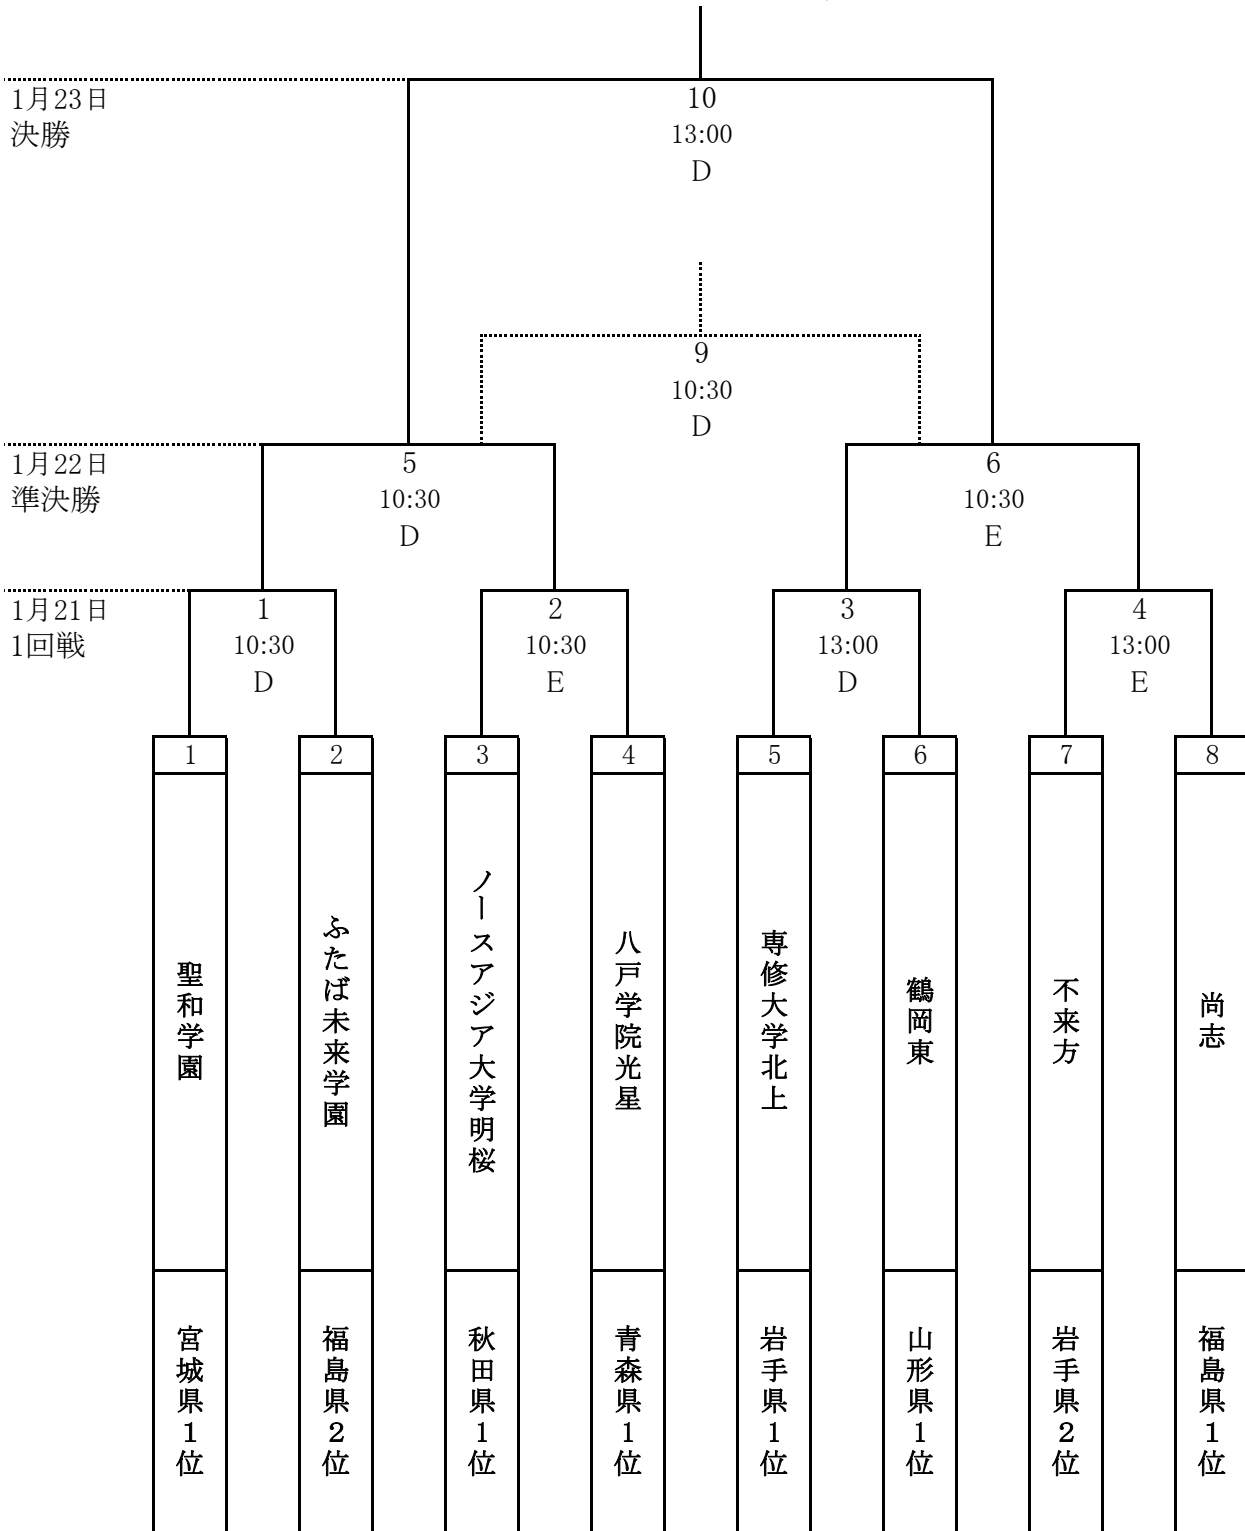 1月23日
決勝
10
13:00
D
9
10:30
D
1月22日
準決勝
5
10:30
D
6
10:30
E
1月21日
1回戦
1
10:30
D
2
10:30
E
3
13:00
D
4
13:00
E
1
2
3
4
5
6
7
8
聖和学園
ふたば未来学園
ノースアジア大学明桜
八戸学院光星
専修大学北上
鶴岡東
不来方
尚志
宮城県1位
福島県2位
秋田県1位
青森県1位
岩手県1位
山形県1位
岩手県2位
福島県1位